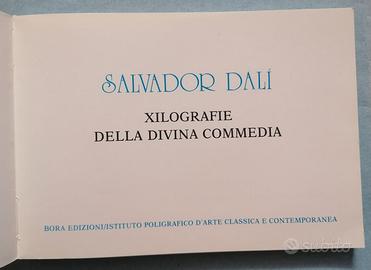 SALVADOR DALÍ
XILOGRAFIE
DELLA DIVINA COMMEDIA
BORA EDIZIONI/ISTITUTO POLIGRAFICO D'ARTE CLASSICA E CONTEMPORANEA
subito